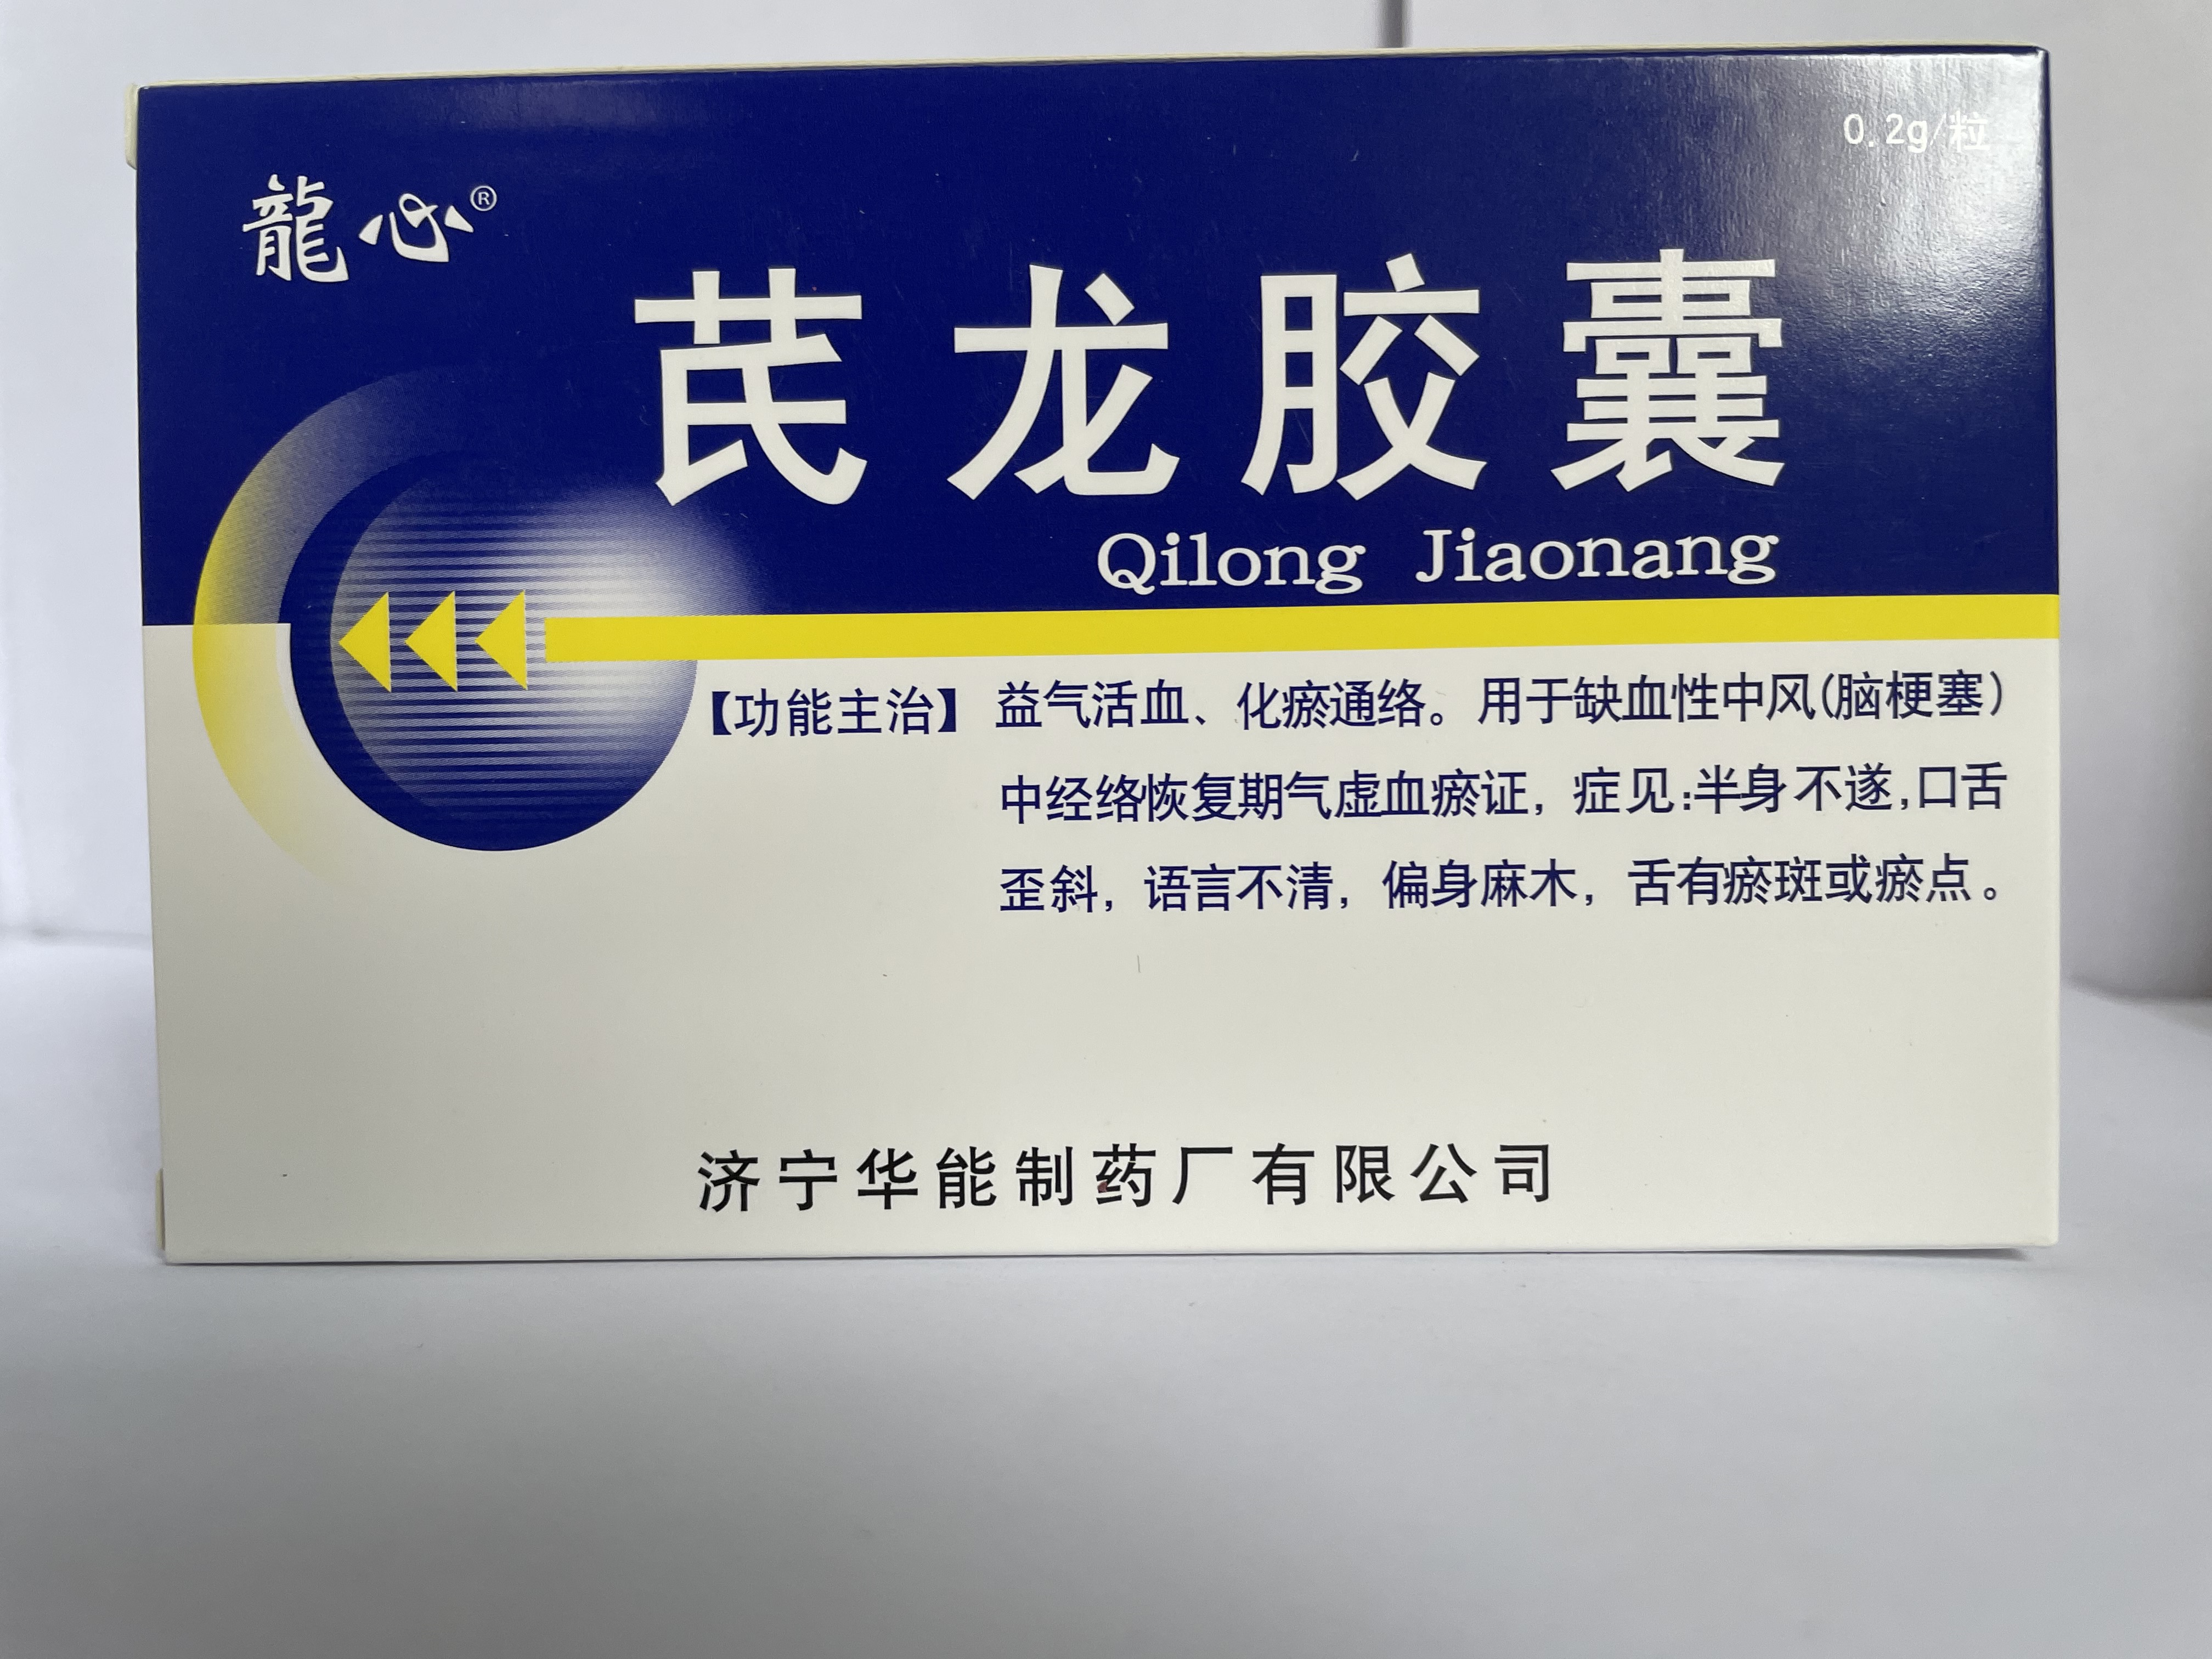 0.2g/粒
龍心®
芪龙胶囊
Qilong Jiaonang
【功能主治】益气活血、化瘀通络。用于缺血性中风(脑梗塞)
中经络恢复期气虚血瘀证，症见:半身不遂,口舌
歪斜，语言不清，偏身麻木，舌有瘀斑或瘀点。
济宁华能制药厂有限公司